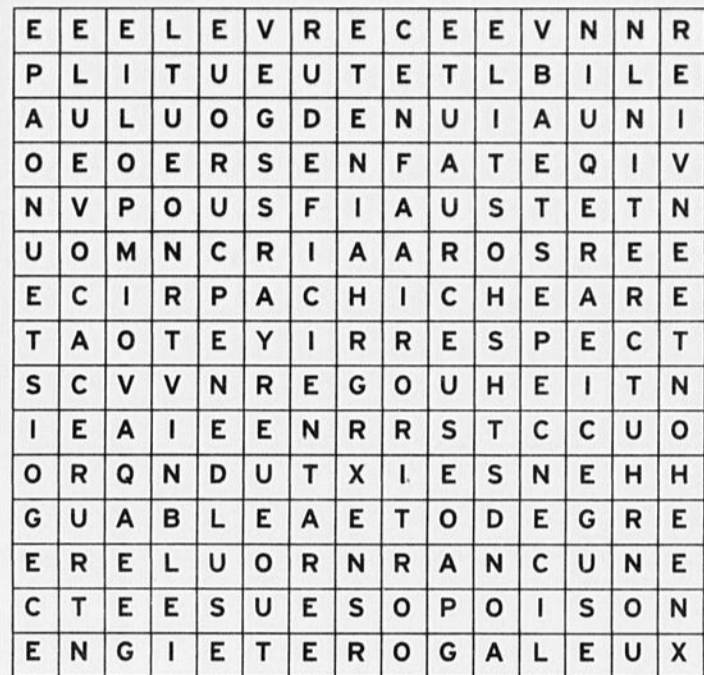 E E E L E V R E C E E V N N R
P L I T U E U T E T L B I L E
A U L U O G D E N U I A U N I
O E O E R S E N F A T E Q I V
N V P O U S F I A U S T E T N
U O M N C R I A A R O S R E E
E C I R P A C H I C H E A R E
T A O T E Y I R R E S P E C T
S C V V N R E G O U H E I T N
I E A I E E N R R S T C C U O
O R Q N D U T X I E S N E H H
G U A B L E A E T O D E G R E
E R E L U O R N R A N C U N E
C T E E S U E S O P O I S O N
E N G I E T E R O G A L E U X